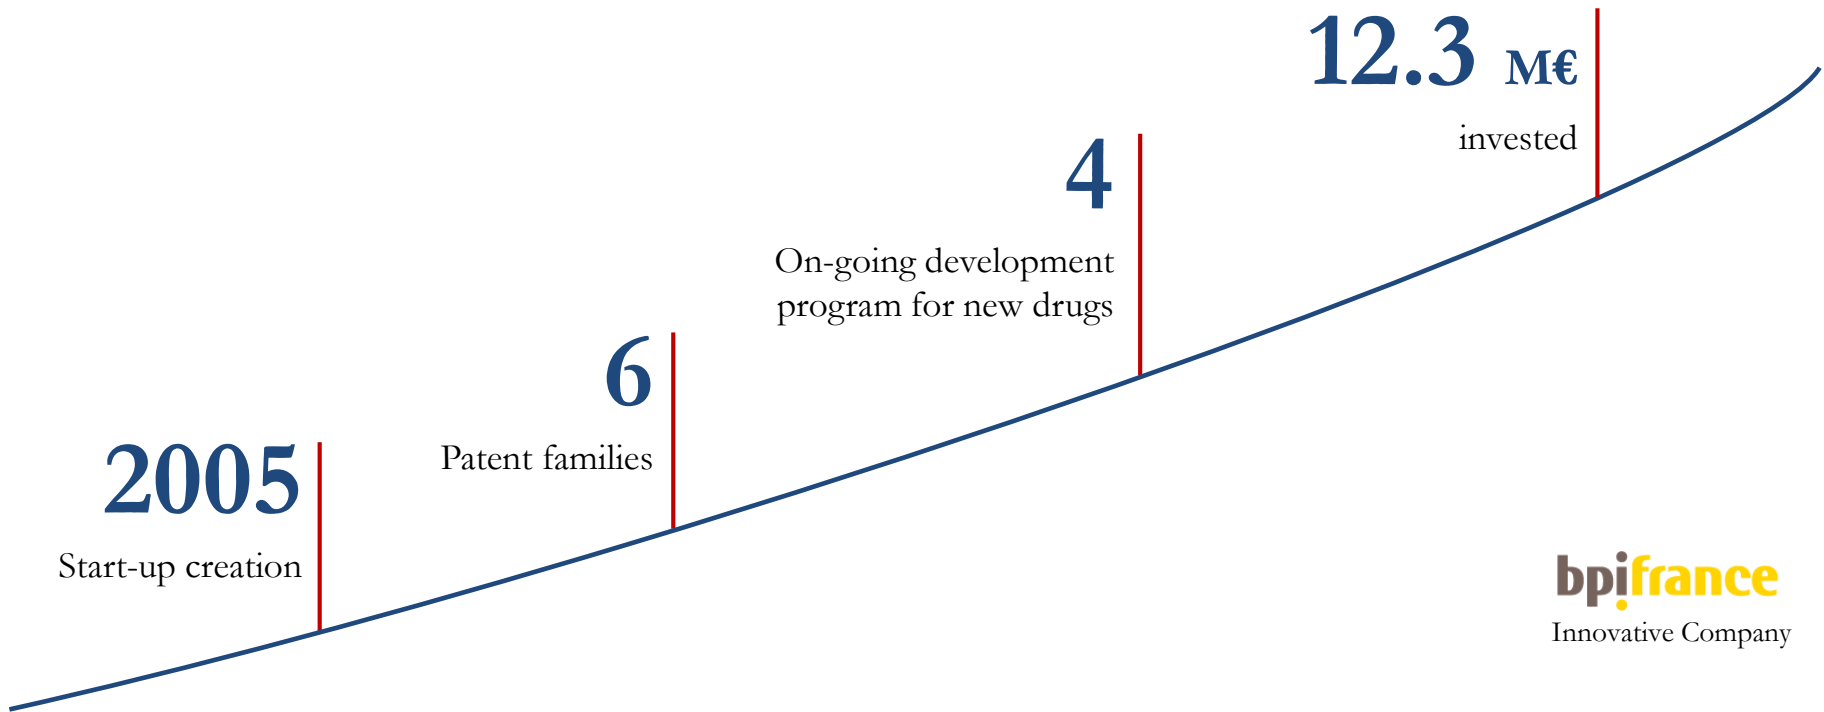 2005
Start-up creation
6
Patent families
4
On-going development
program for new drugs
12.3 M€
invested
bpifrance
Innovative Company